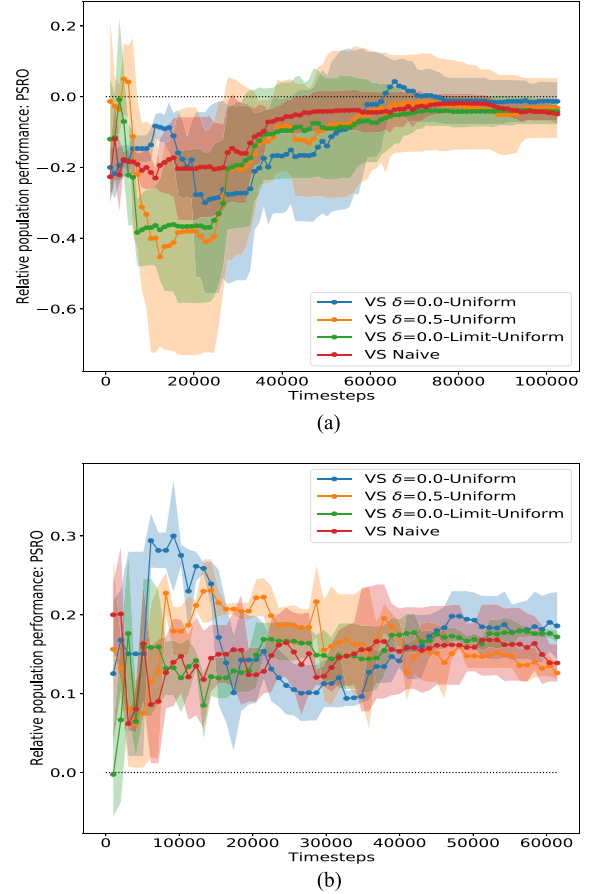 0.2
0.0
−0.2
−0.4
−0.6
Relative population performance: PSRO
VS δ=0.0-Uniform
VS δ=0.5-Uniform
VS δ=0.0-Limit-Uniform
VS Naive
0 20000 40000 60000 80000 100000
Timesteps
(a)
0.3
0.2
0.1
0.0
Relative population performance: PSRO
VS δ=0.0-Uniform
VS δ=0.5-Uniform
VS δ=0.0-Limit-Uniform
VS Naive
0 10000 20000 30000 40000 50000 60000
Timesteps
(b)